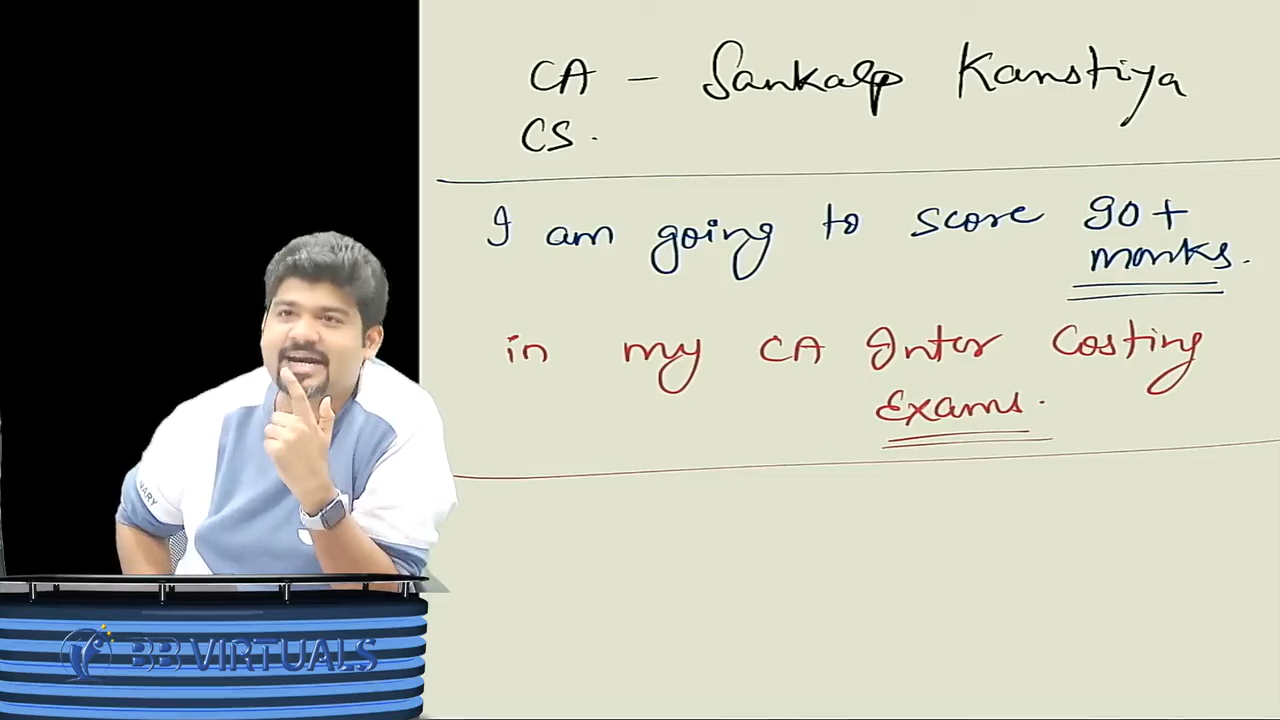 CA - Sankalp Kanstiya
CS.
I am going to score 90+
marks.
in my CA Inter Costing
Exams.
VARY
BB VIRTUALS